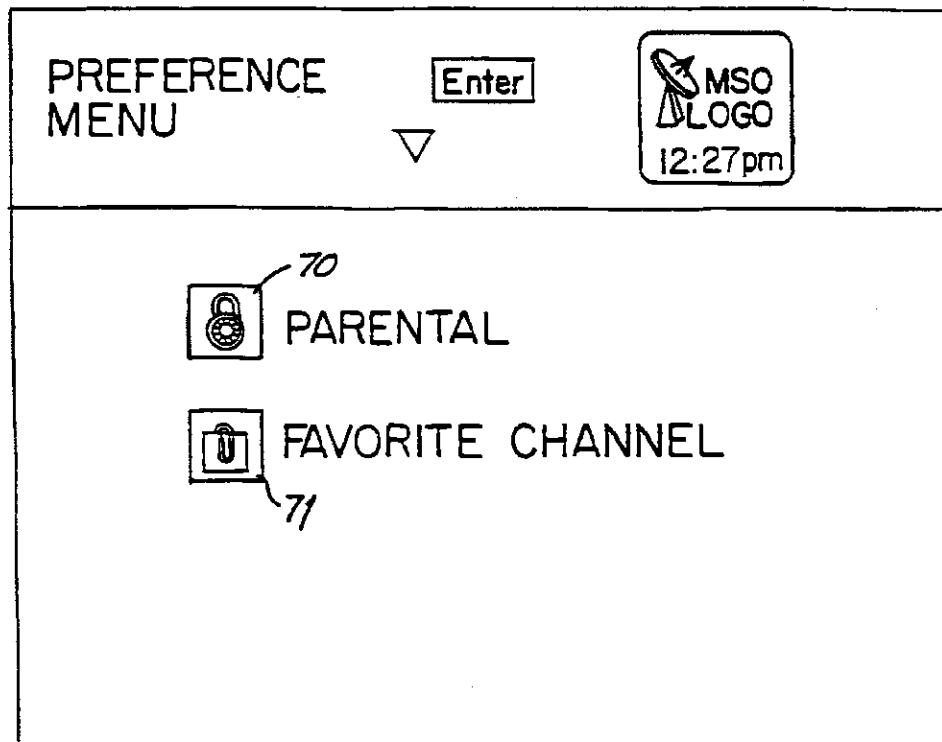 PREFERENCE
MENU
Enter
MSO
LOGO
12:27pm
70
PARENTAL
FAVORITE CHANNEL
71